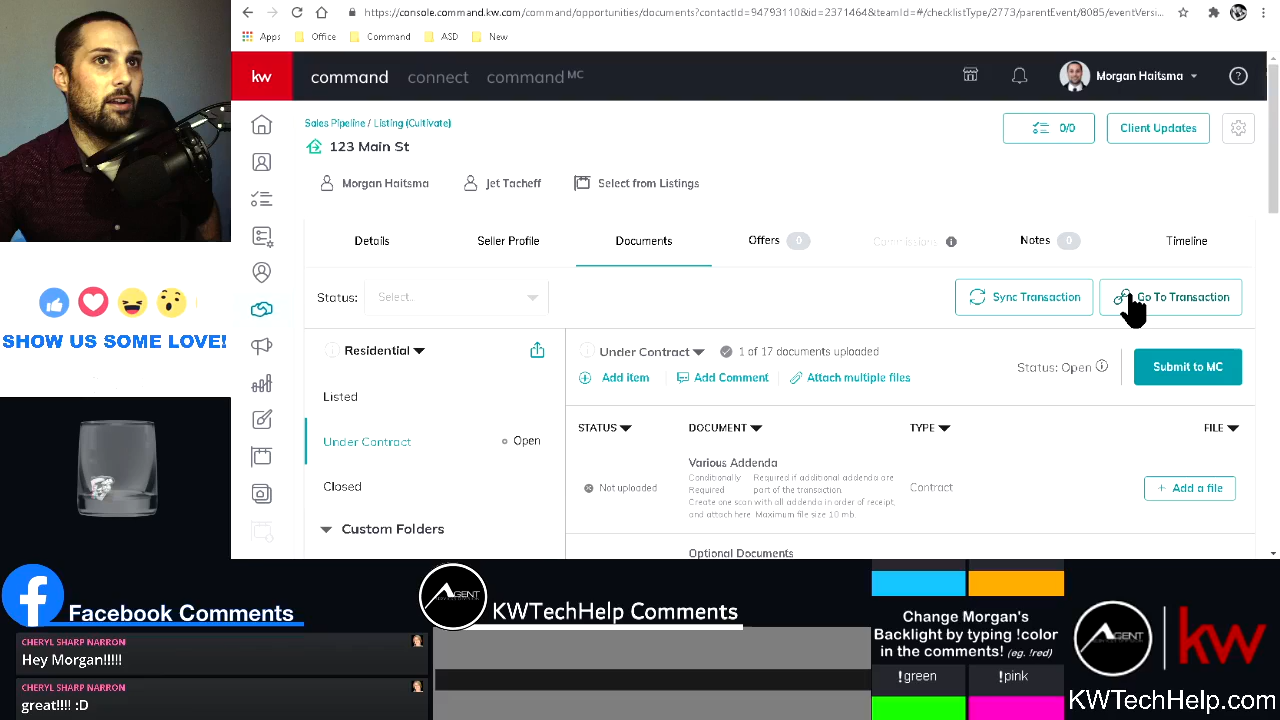 https://console.command.kw.com/command/opportunities/documents?contactId=94793110&id=2371464&teamId=#/checklistType/2773/parentEvent/8085/eventVersi...
Apps Office Command ASD New
kw command connect command MC Morgan Haitsma ?
Sales Pipeline / Listing (Cultivate)
123 Main St
0/0 Client Updates
Morgan Haitsma Jet Tacheff Select from Listings
Details Seller Profile Documents Offers 0 Commissions Notes 0 Timeline
Status: Select... Sync Transaction Go To Transaction
Residential
Listed
Under Contract Open
Closed
Custom Folders
Under Contract 1 of 17 documents uploaded
Add item Add Comment Attach multiple files
Status: Open Submit to MC
STATUS DOCUMENT TYPE FILE
Various Addenda
Conditionally Required if additional addenda are
Required part of the transaction.
Create one scan with all addenda in order of receipt,
and attach here. Maximum file size 10 mb.
Not uploaded Contract + Add a file
Optional Documents
SHOW US SOME LOVE!
Facebook Comments
CHERYL SHARP NARRON
Hey Morgan!!!!!
CHERYL SHARP NARRON
great!!!! :D
AGENT
KWTechHelp Comments
Change Morgan's
Backlight by typing !color
in the comments! (eg. !red)
!green !pink
AGENT kw
KWTechHelp.com